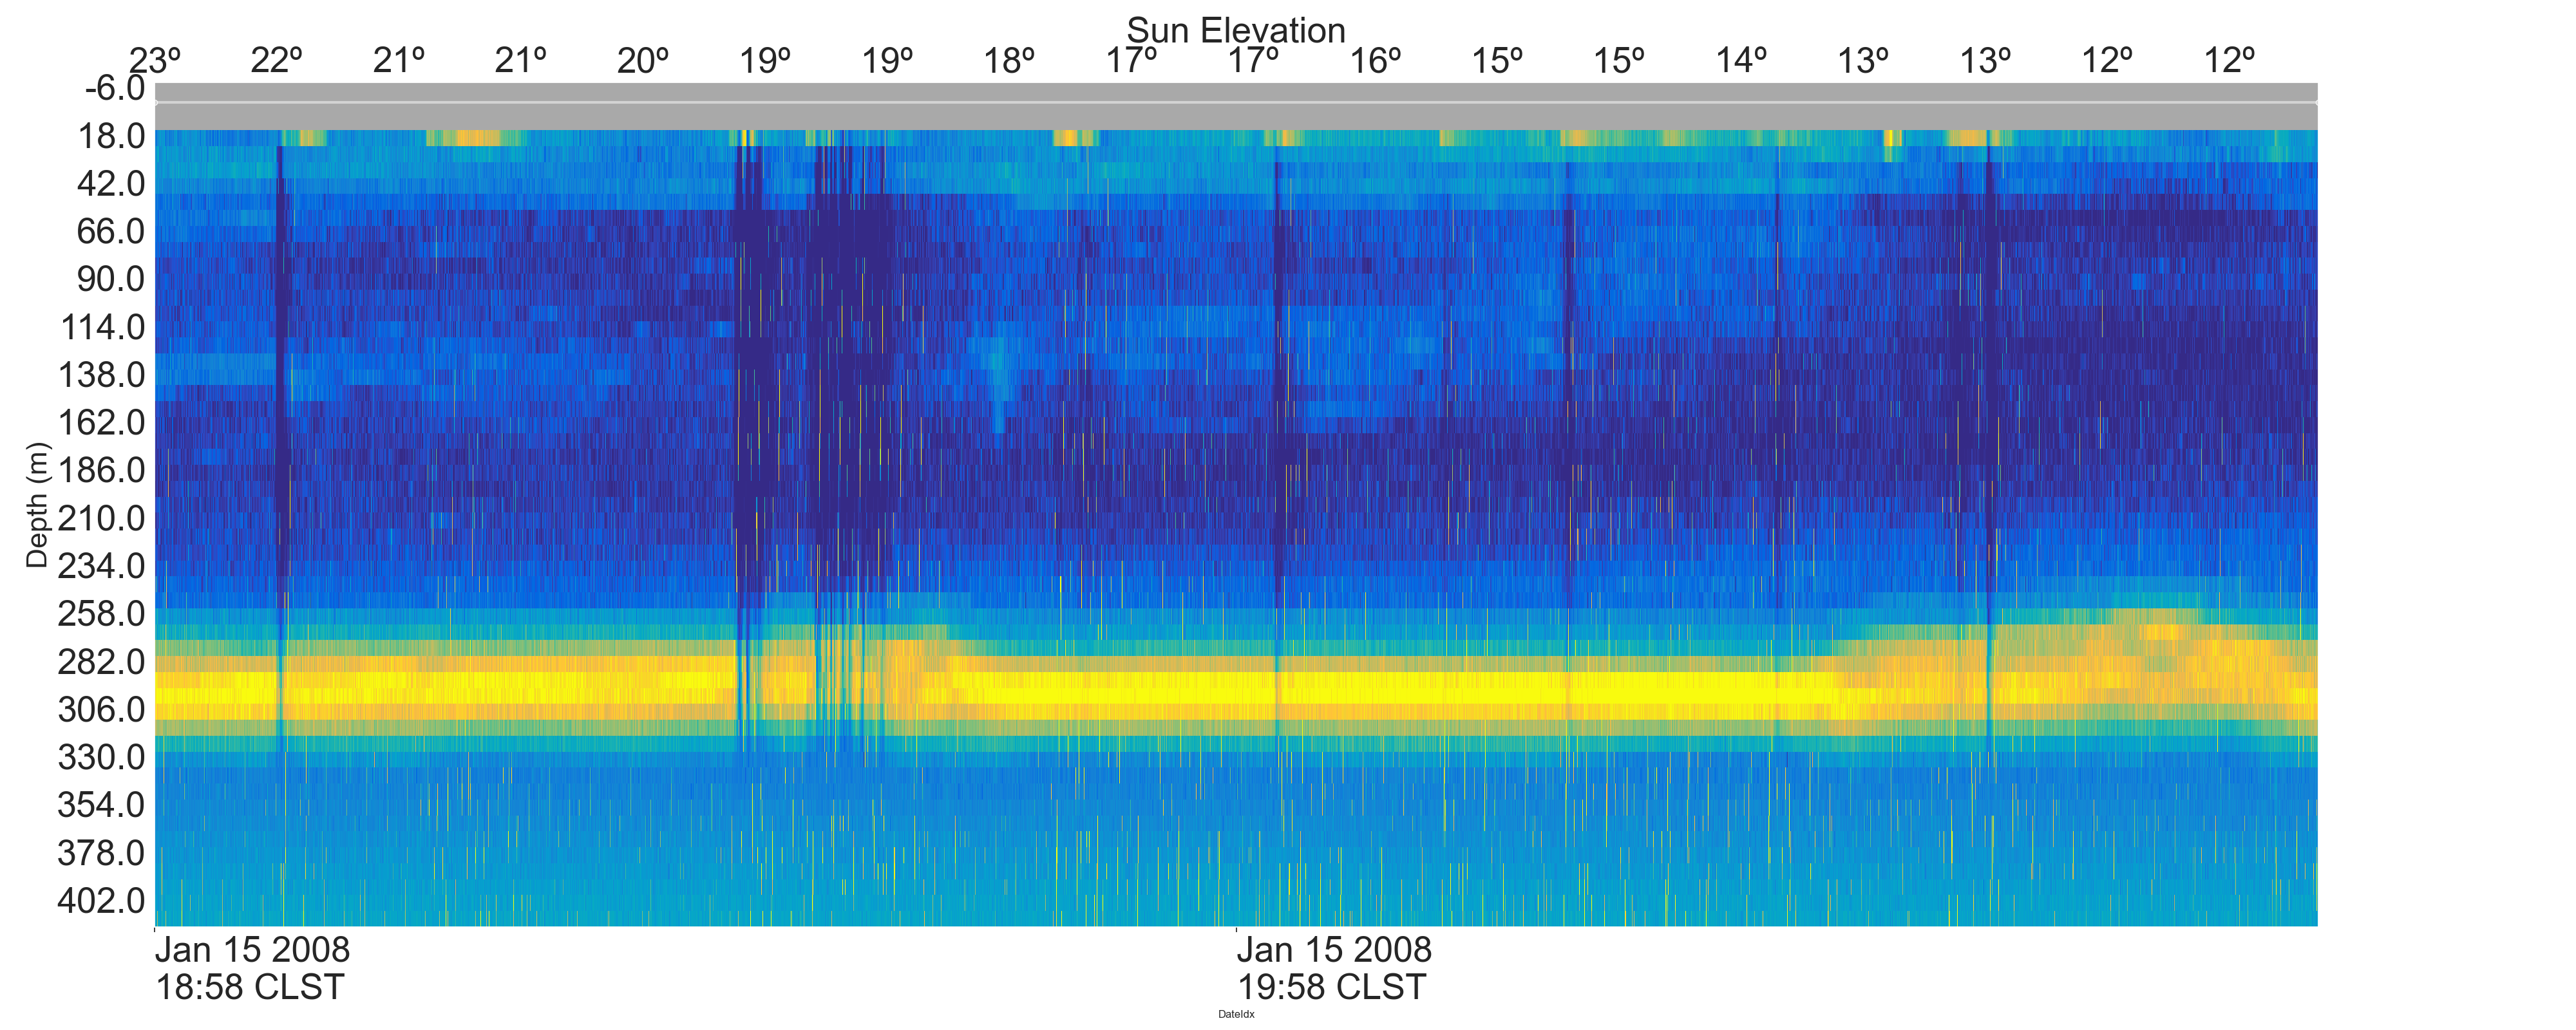 Sun Elevation
23º 22º 21º 21º 20º 19º 19º 18º 17º 17º 16º 15º 15º 14º 13º 13º 12º 12º
-6.0
18.0
42.0
66.0
90.0
114.0
138.0
162.0
186.0
210.0
234.0
258.0
282.0
306.0
330.0
354.0
378.0
402.0
Depth (m)
Jan 15 2008
18:58 CLST
Jan 15 2008
19:58 CLST
DateIdx